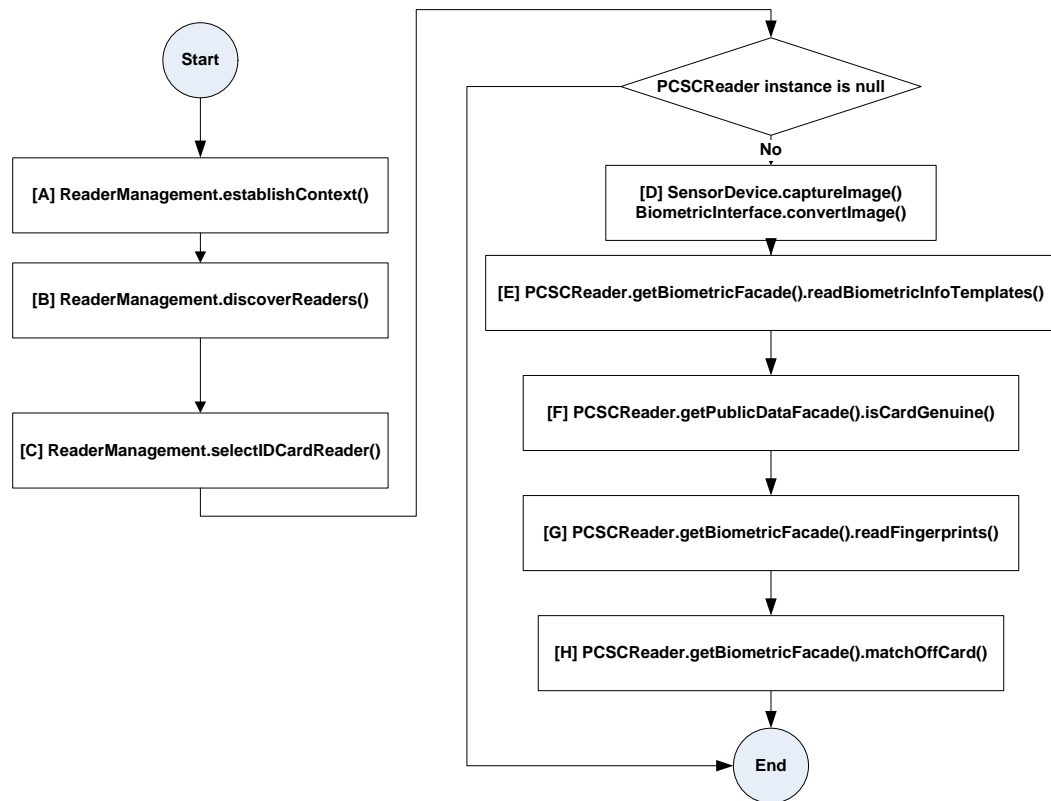 Start
[A] ReaderManagement.establishContext()
[B] ReaderManagement.discoverReaders()
[C] ReaderManagement.selectIDCardReader()
PCSCReader instance is null
No
[D] SensorDevice.captureImage()
BiometricInterface.convertImage()
[E] PCSCReader.getBiometricFacade().readBiometricInfoTemplates()
[F] PCSCReader.getPublicDataFacade().isCardGenuine()
[G] PCSCReader.getBiometricFacade().readFingerprints()
[H] PCSCReader.getBiometricFacade().matchOffCard()
End